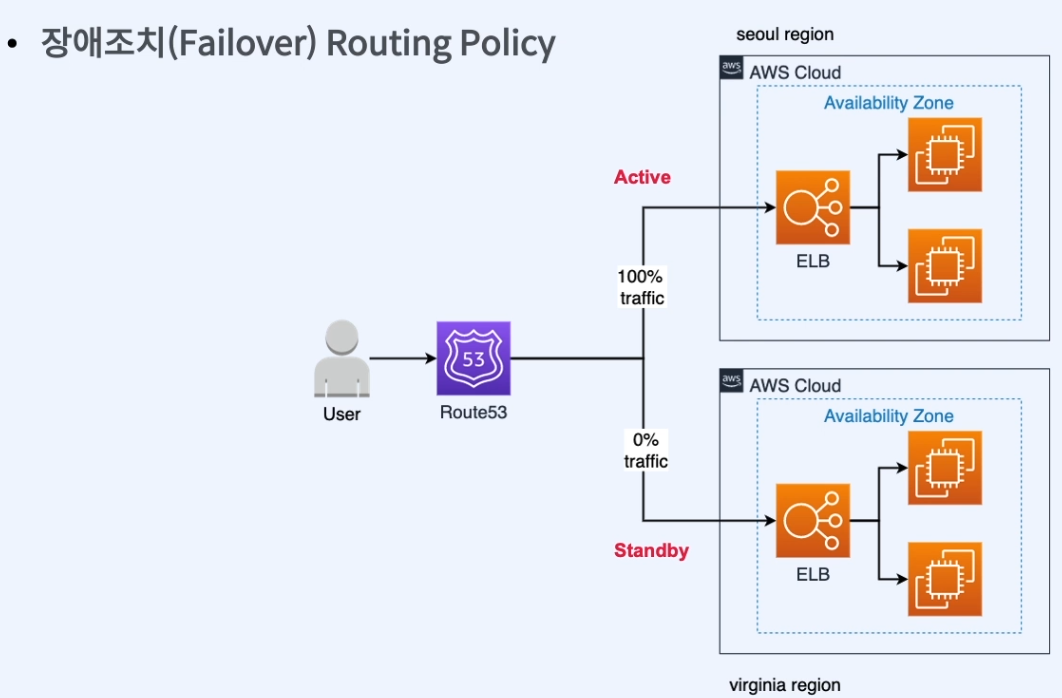 • 장애조치(Failover) Routing Policy
seoul region
aws
AWS Cloud
Availability Zone
Active
ELB
100%
traffic
53
User
Route53
aws
AWS Cloud
Availability Zone
0%
traffic
Standby
ELB
virginia region